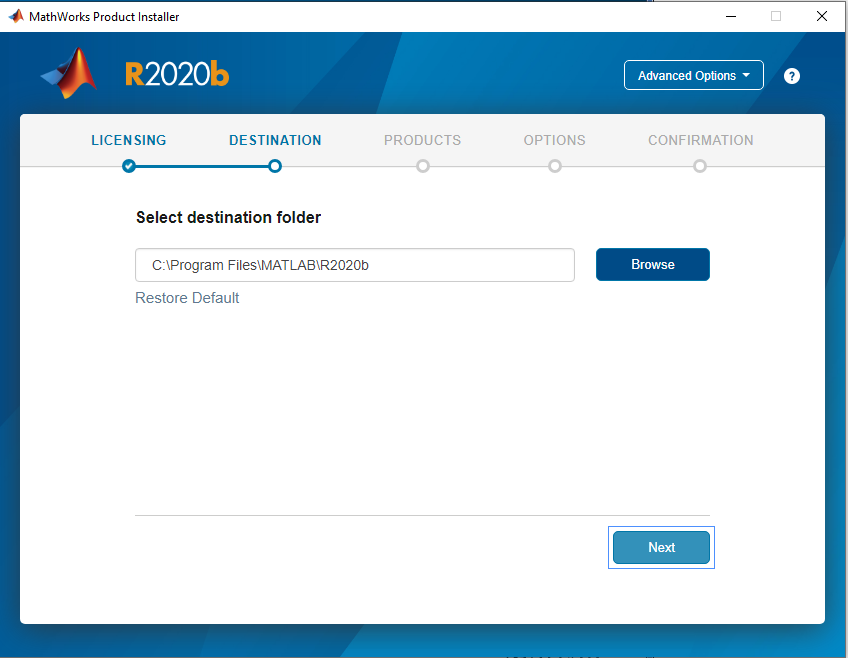 MathWorks Product Installer
R2020b
Advanced Options
?
LICENSING
DESTINATION
PRODUCTS
OPTIONS
CONFIRMATION
Select destination folder
C:\Program Files\MATLAB\R2020b
Browse
Restore Default
Next